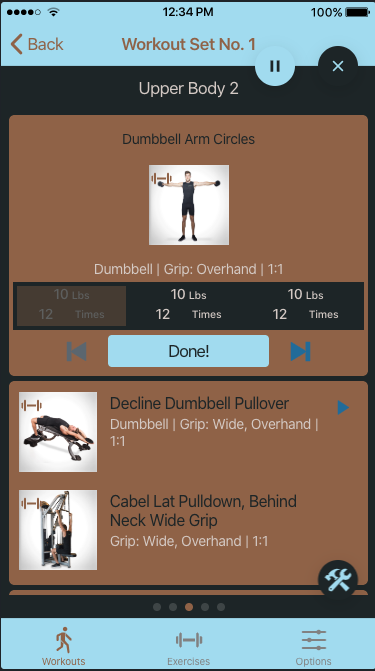 12:34 PM
100%
Back
Workout Set No. 1
Upper Body 2
Dumbbell Arm Circles
Dumbbell | Grip: Overhand | 1:1
10 Lbs 10 Lbs 10 Lbs
12 Times 12 Times 12 Times
Done!
Decline Dumbbell Pullover
Dumbbell | Grip: Wide, Overhand |
1:1
Cabel Lat Pulldown, Behind
Neck Wide Grip
Grip: Wide, Overhand | 1:1
Workouts Exercises Options